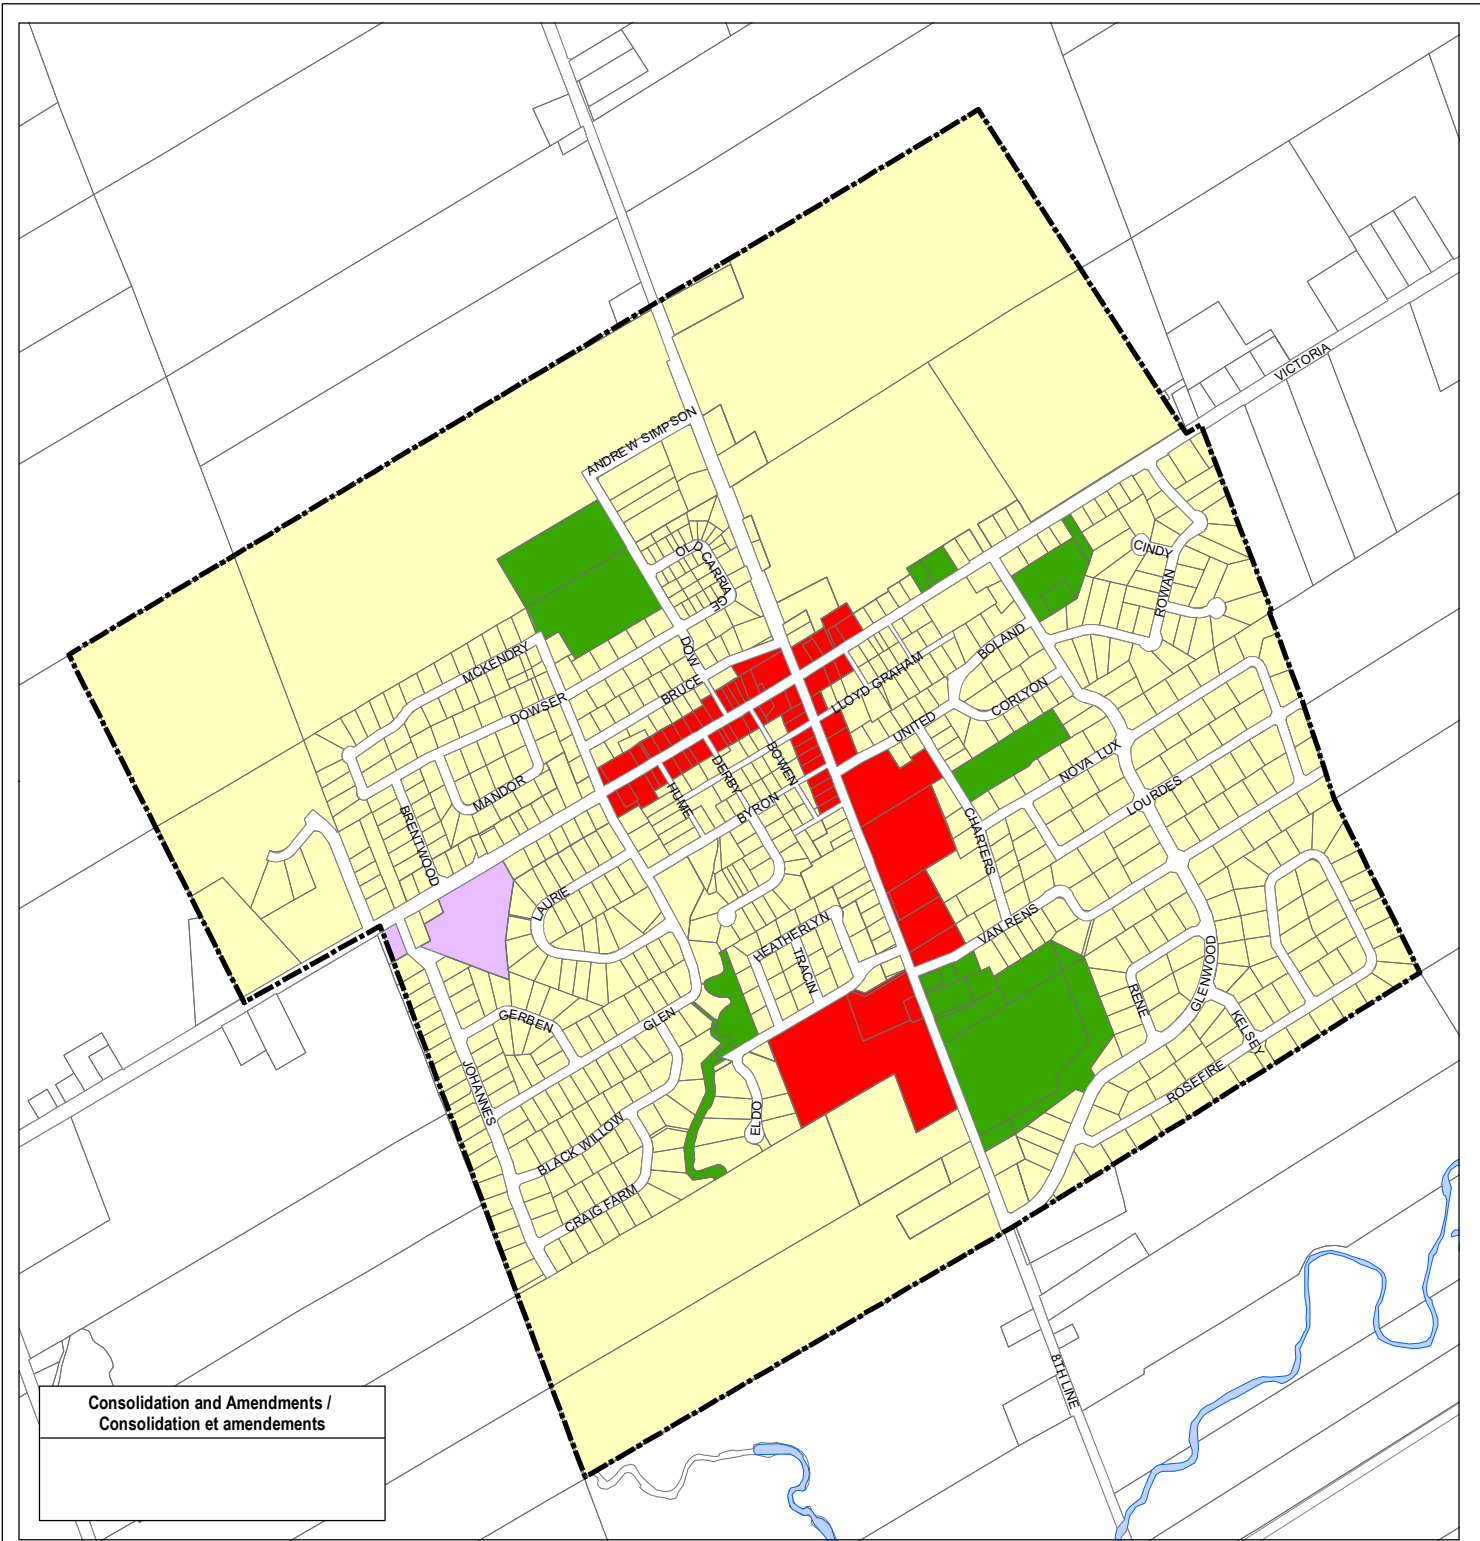 VICTORIA
ANDREW SIMPSON
OLD CARRIAGE
CINDY
ROWAN
DOW
BOLAND
MCKENDRY
LLOYD GRAHAM
BRUCE
CORLYON
DOWSER
UNITED
BOWEN
NOVA LUX
DERBY
MANDOR
HUME
LOURDES
BYRON
BRENTWOOD
CHARTERS
LAURIE
HEATHERLYN
VAN RENS
TRACIN
GLENWOOD
RENE
GERBEN
GLEN
KELSEY
JOHANNES
ROSEFIRE
ELDO
BLACK WILLOW
CRAIG FARM
8TH LINE
Consolidation and Amendments /
Consolidation et amendements